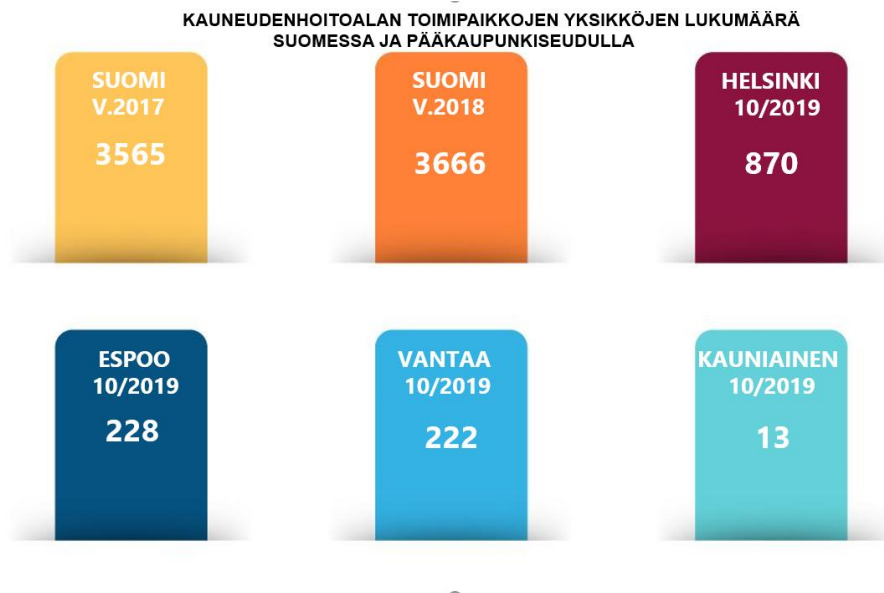 KAUNEUDENHOITOALAN TOIMIPAIKKOJEN YKSIKKÖJEN LUKUMÄÄRÄ
SUOMESSA JA PÄÄKAUPUNKISEUDULLA
SUOMI
V.2017
3565
SUOMI
V.2018
3666
HELSINKI
10/2019
870
ESPOO
10/2019
228
VANTAA
10/2019
222
KAUNIAINEN
10/2019
13